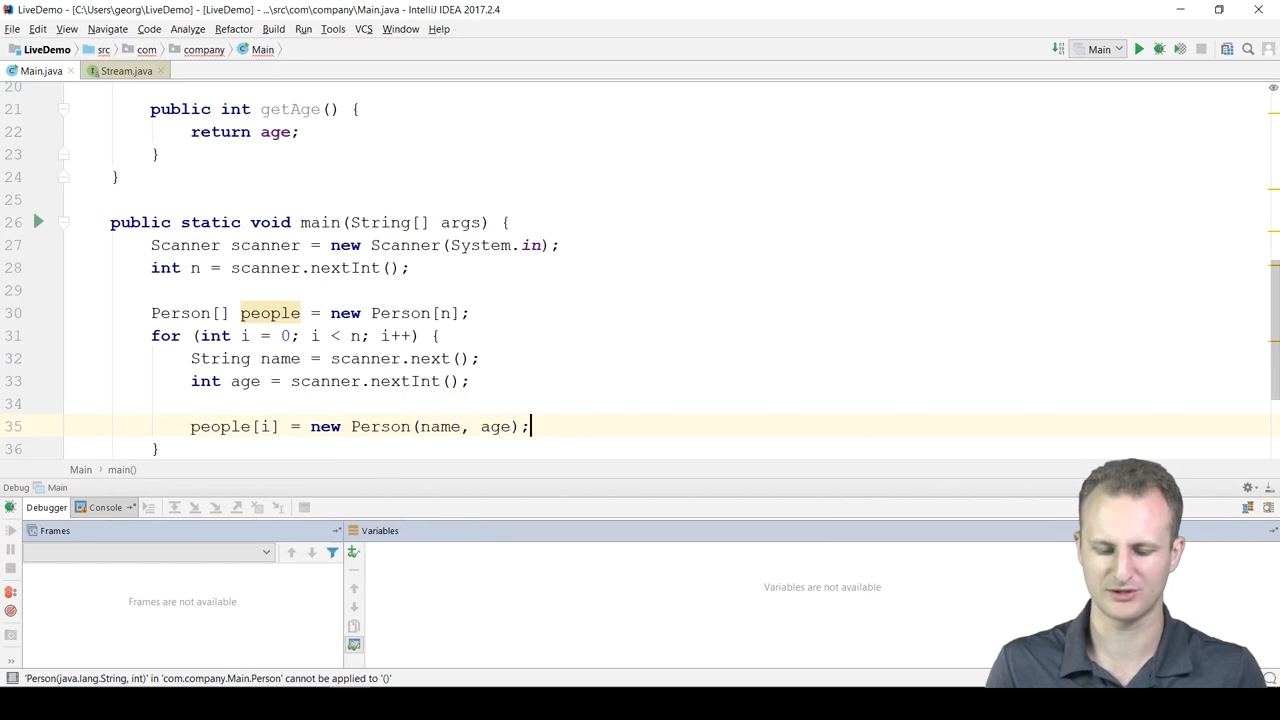 LiveDemo - [C:\Users\georg\LiveDemo] - [LiveDemo] - ...\src\com\company\Main.java - IntelliJ IDEA 2017.2.4
File Edit View Navigate Code Analyze Refactor Build Run Tools VCS Window Help
LiveDemo src com company Main Main
Main.java Stream.java
20
21 public int getAge() {
22 return age;
23 }
24 }
25
26 public static void main(String[] args) {
27 Scanner scanner = new Scanner(System.in);
28 int n = scanner.nextInt();
29
30 Person[] people = new Person[n];
31 for (int i = 0; i < n; i++) {
32 String name = scanner.next();
33 int age = scanner.nextInt();
34
35 people[i] = new Person(name, age);
36 }
Main main()
Debug Main
Debugger Console
Frames Variables
Frames are not available
Variables are not available
'Person(java.lang.String, int)' in 'com.company.Main.Person' cannot be applied to '()'